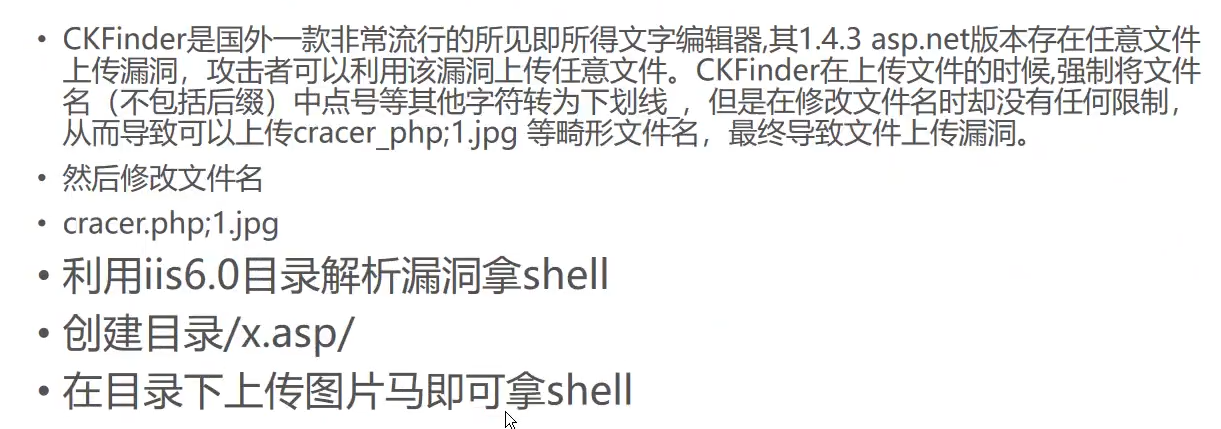 • CKFinder是国外一款非常流行的所见即所得文字编辑器,其1.4.3 asp.net版本存在任意文件
上传漏洞，攻击者可以利用该漏洞上传任意文件。CKFinder在上传文件的时候,强制将文件
名（不包括后缀）中点号等其他字符转为下划线_，但是在修改文件名时却没有任何限制，
从而导致可以上传cracer_php;1.jpg 等畸形文件名，最终导致文件上传漏洞。
• 然后修改文件名
• cracer.php;1.jpg
• 利用iis6.0目录解析漏洞拿shell
• 创建目录/x.asp/
• 在目录下上传图片马即可拿shell